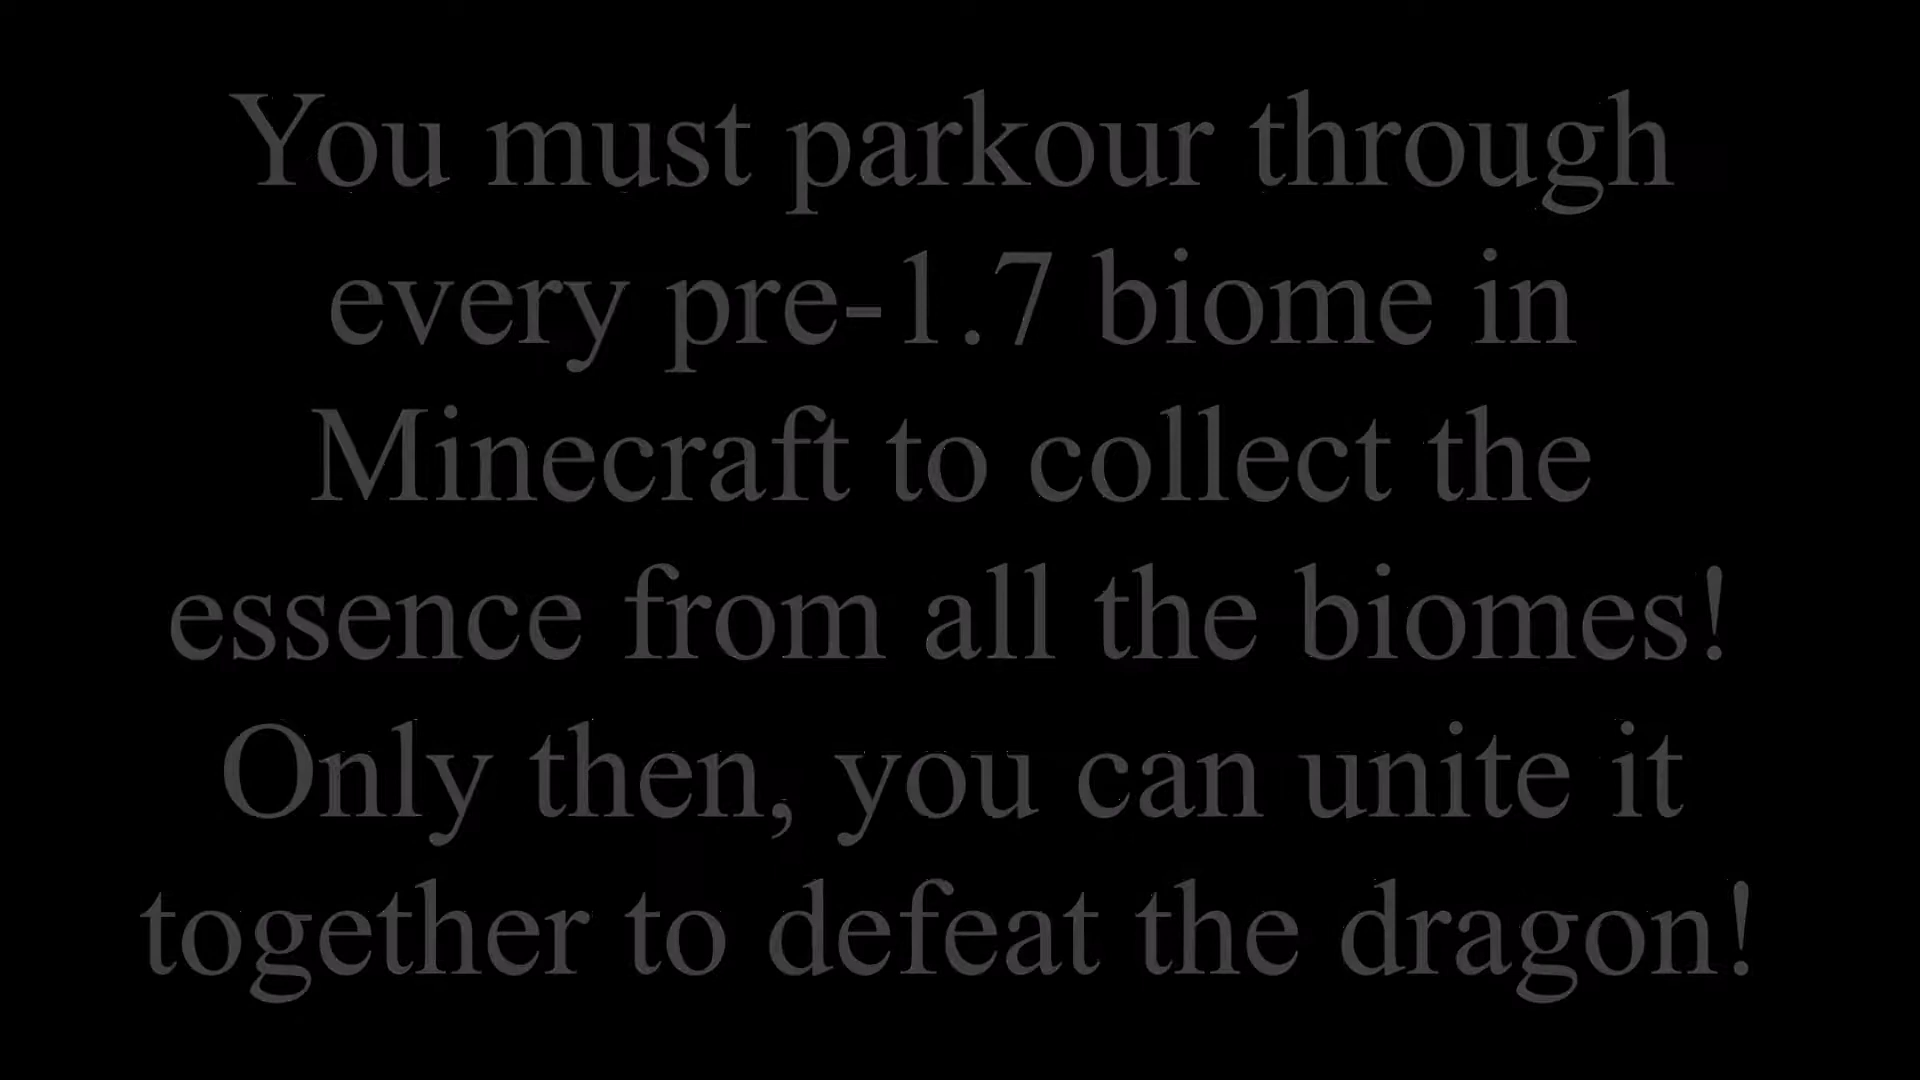 You must parkour through
every pre-1.7 biome in
Minecraft to collect the
essence from all the biomes!
Only then, you can unite it
together to defeat the dragon!